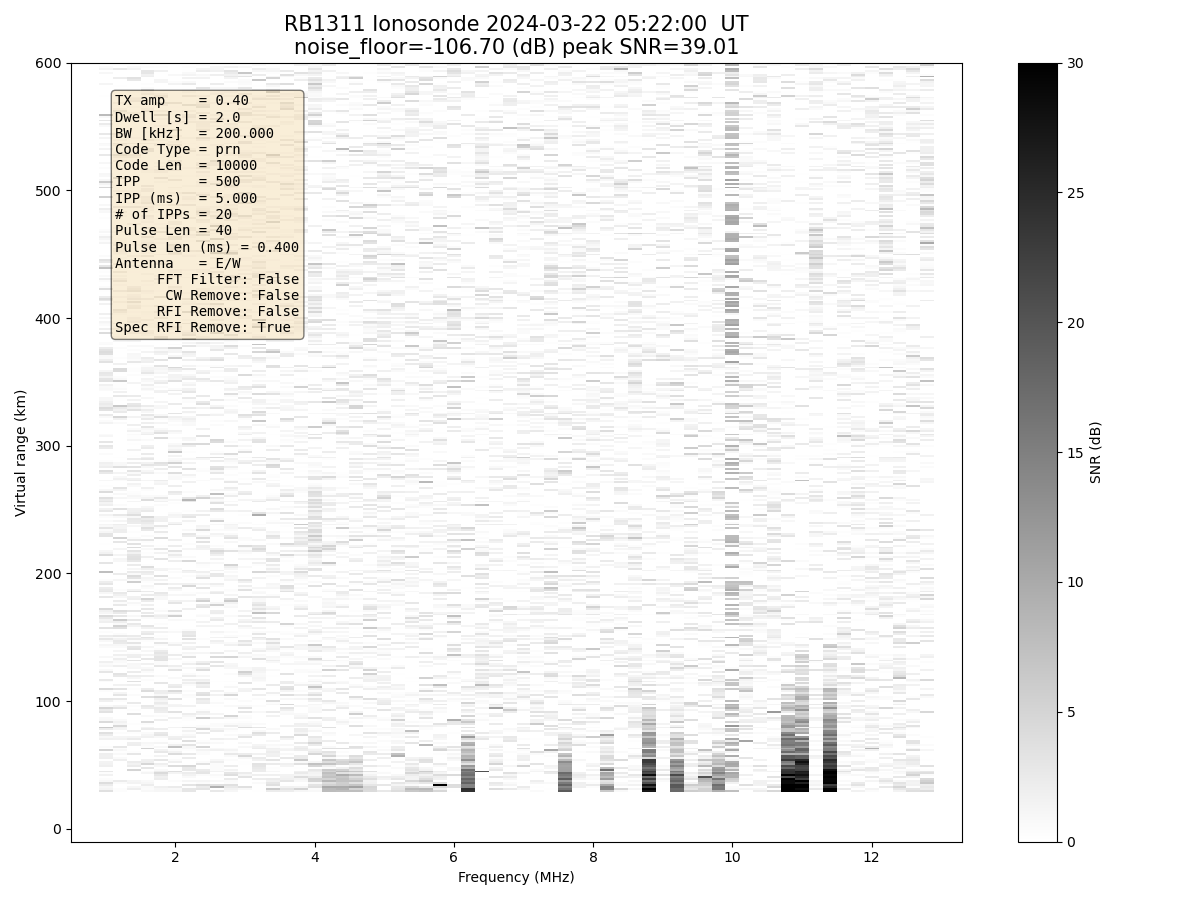 RB1311 Ionosonde 2024-03-22 05:22:00  UT
noise_floor=-106.70 (dB) peak SNR=39.01
TX amp    = 0.40
Dwell [s] = 2.0
BW [kHz]  = 200.000
Code Type = prn
Code Len  = 10000
IPP       = 500
IPP (ms)  = 5.000
# of IPPs = 20
Pulse Len = 40
Pulse Len (ms) = 0.400
Antenna   = E/W
FFT Filter: False
CW Remove: False
RFI Remove: False
Spec RFI Remove: True
600
500
400
300
200
100
0
Virtual range (km)
2
4
6
8
10
12
Frequency (MHz)
30
25
20
15
10
5
0
SNR (dB)